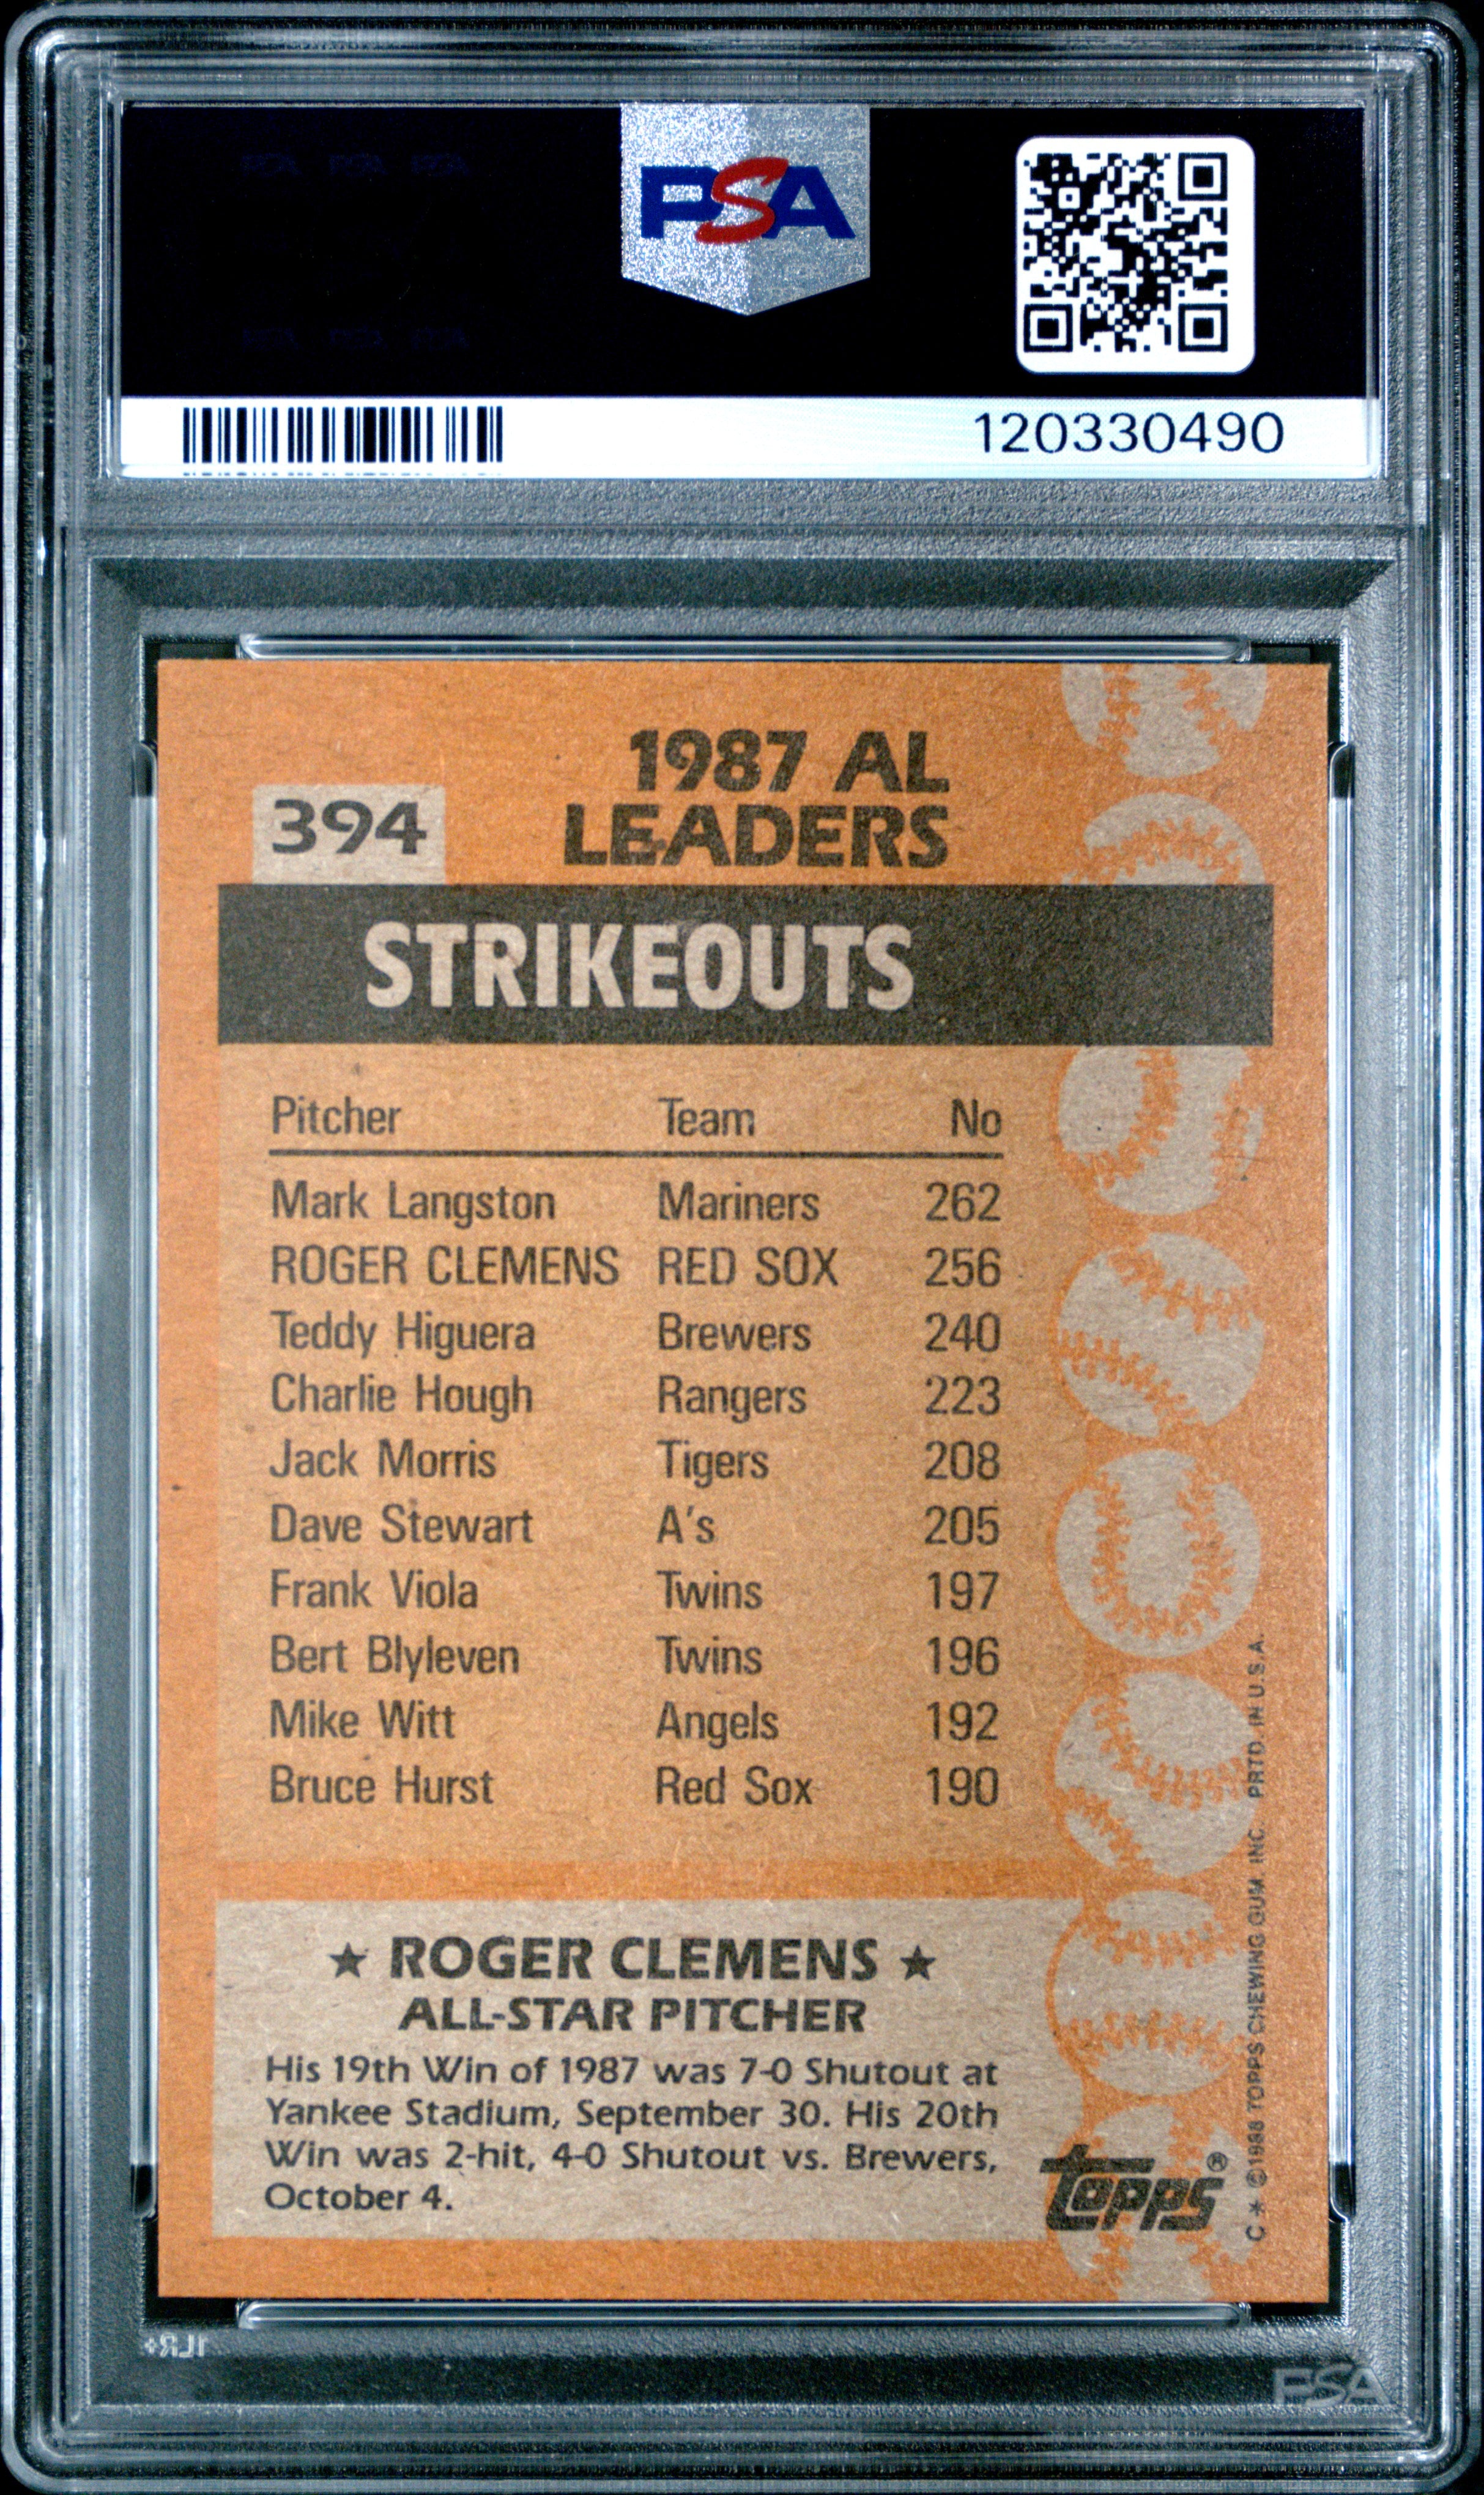 PSA
120330490
1987 AL
LEADERS
394
STRIKEOUTS
Pitcher Team No
Mark Langston Mariners 262
ROGER CLEMENS RED SOX 256
Teddy Higuera Brewers 240
Charlie Hough Rangers 223
Jack Morris Tigers 208
Dave Stewart A's 205
Frank Viola Twins 197
Bert Blyleven Twins 196
Mike Witt Angels 192
Bruce Hurst Red Sox 190
★ ROGER CLEMENS ★
ALL-STAR PITCHER
His 19th Win of 1987 was 7-0 Shutout at
Yankee Stadium, September 30. His 20th
Win was 2-hit, 4-0 Shutout vs. Brewers,
October 4.
topps®
C * © 1988 TOPPS CHEWING GUM, INC. PRTD. IN U.S.A.
1LR+
PSA